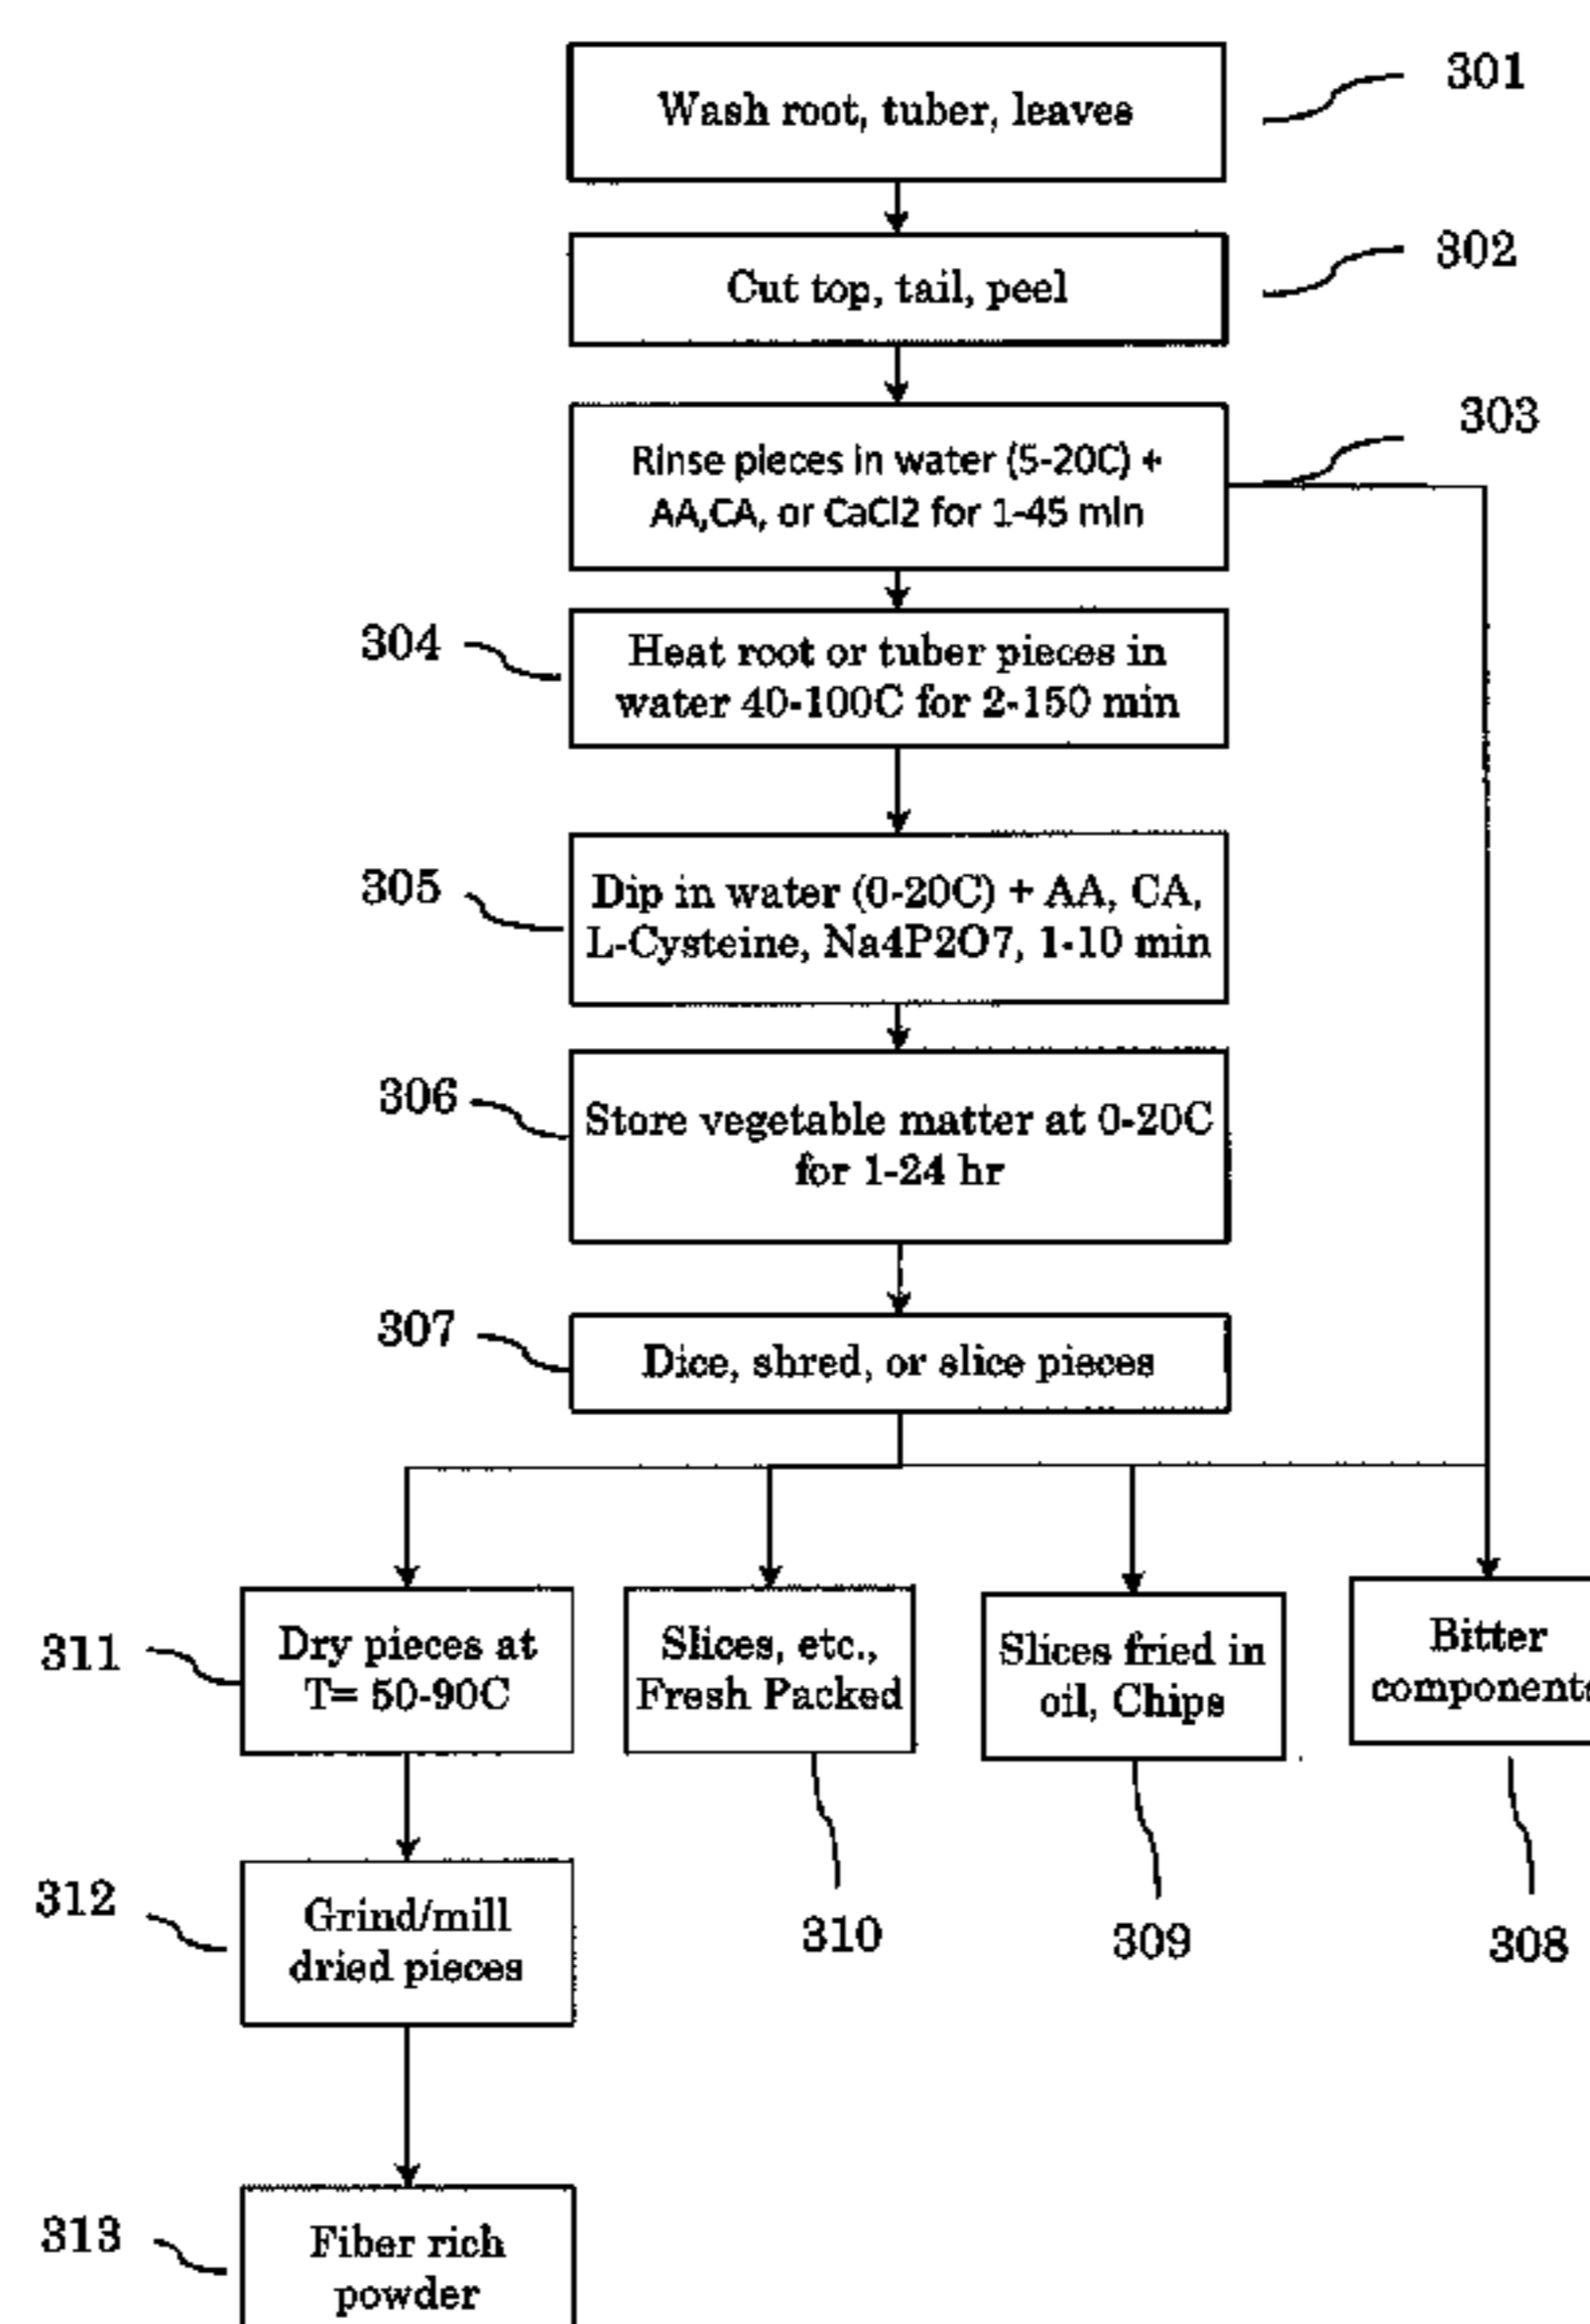 Wash root, tuber, leaves
301
Cut top, tail, peel
302
Rinse pieces in water (5-20C) +
AA,CA, or CaCl2 for 1-45 min
303
304
Heat root or tuber pieces in
water 40-100C for 2-150 min
305
Dip in water (0-20C) + AA, CA,
L-Cysteine, Na4P2O7, 1-10 min
306
Store vegetable matter at 0-20C
for 1-24 hr
307
Dice, shred, or slice pieces
311
Dry pieces at
T= 50-90C
Slices, etc.,
Fresh Packed
Slices fried in
oil, Chips
Bitter
components
310
309
308
312
Grind/mill
dried pieces
313
Fiber rich
powder